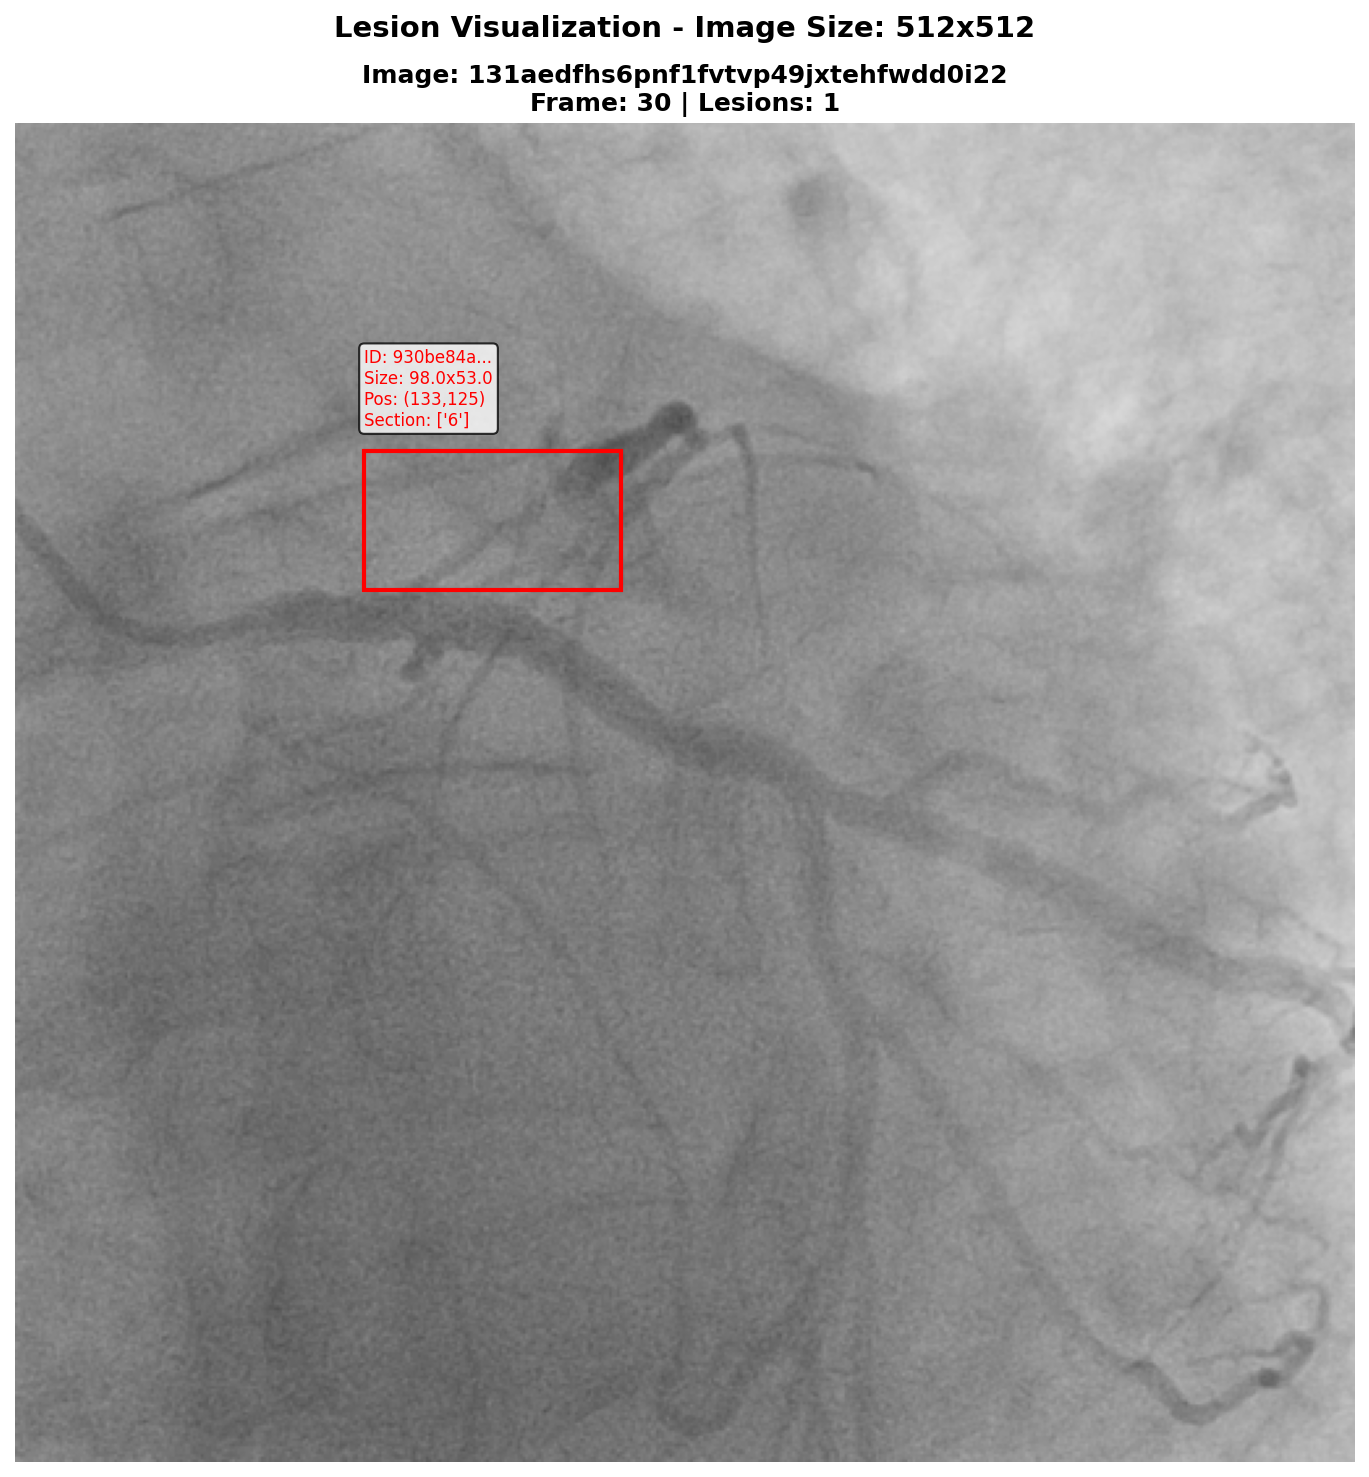 Lesion Visualization - Image Size: 512x512
Image: 131aedfhs6pnf1fvtvp49jxtehfwdd0i22
Frame: 30 | Lesions: 1
ID: 930be84a...
Size: 98.0x53.0
Pos: (133,125)
Section: ['6']